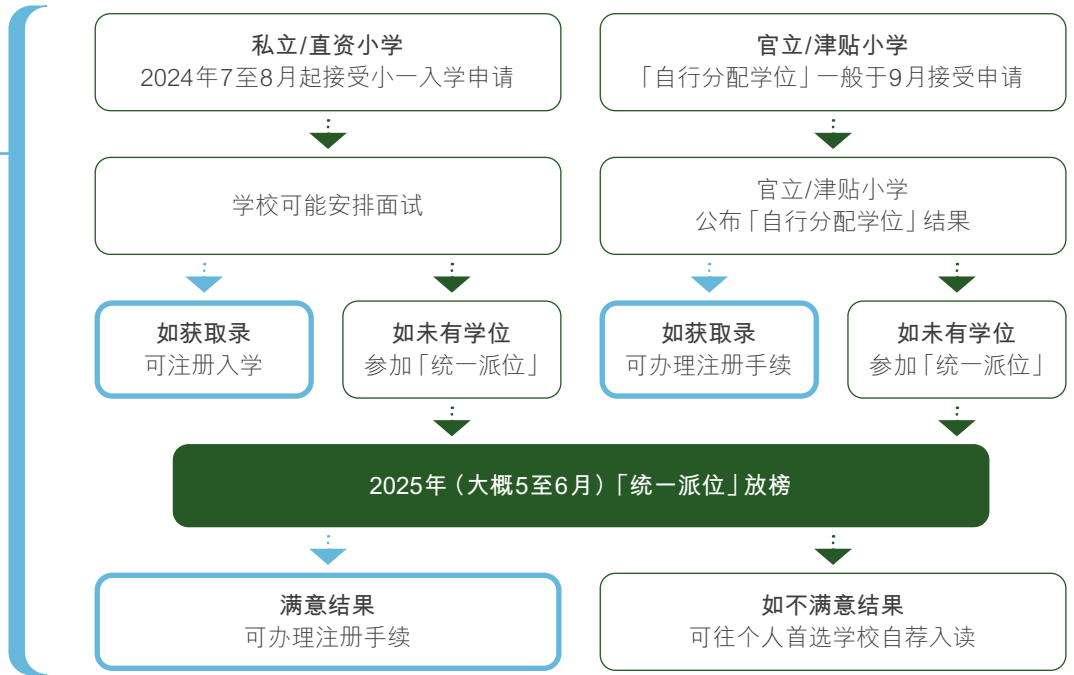 私立/直资小学
2024年7至8月起接受小一入学申请
官立/津贴小学
「自行分配学位」一般于9月接受申请
学校可能安排面试
官立/津贴小学
公布「自行分配学位」结果
如获取录
可注册入学
如未有学位
参加「统一派位」
如获取录
可办理注册手续
如未有学位
参加「统一派位」
2025年（大概5至6月）「统一派位」放榜
满意结果
可办理注册手续
如不满意结果
可往个人首选学校自荐入读